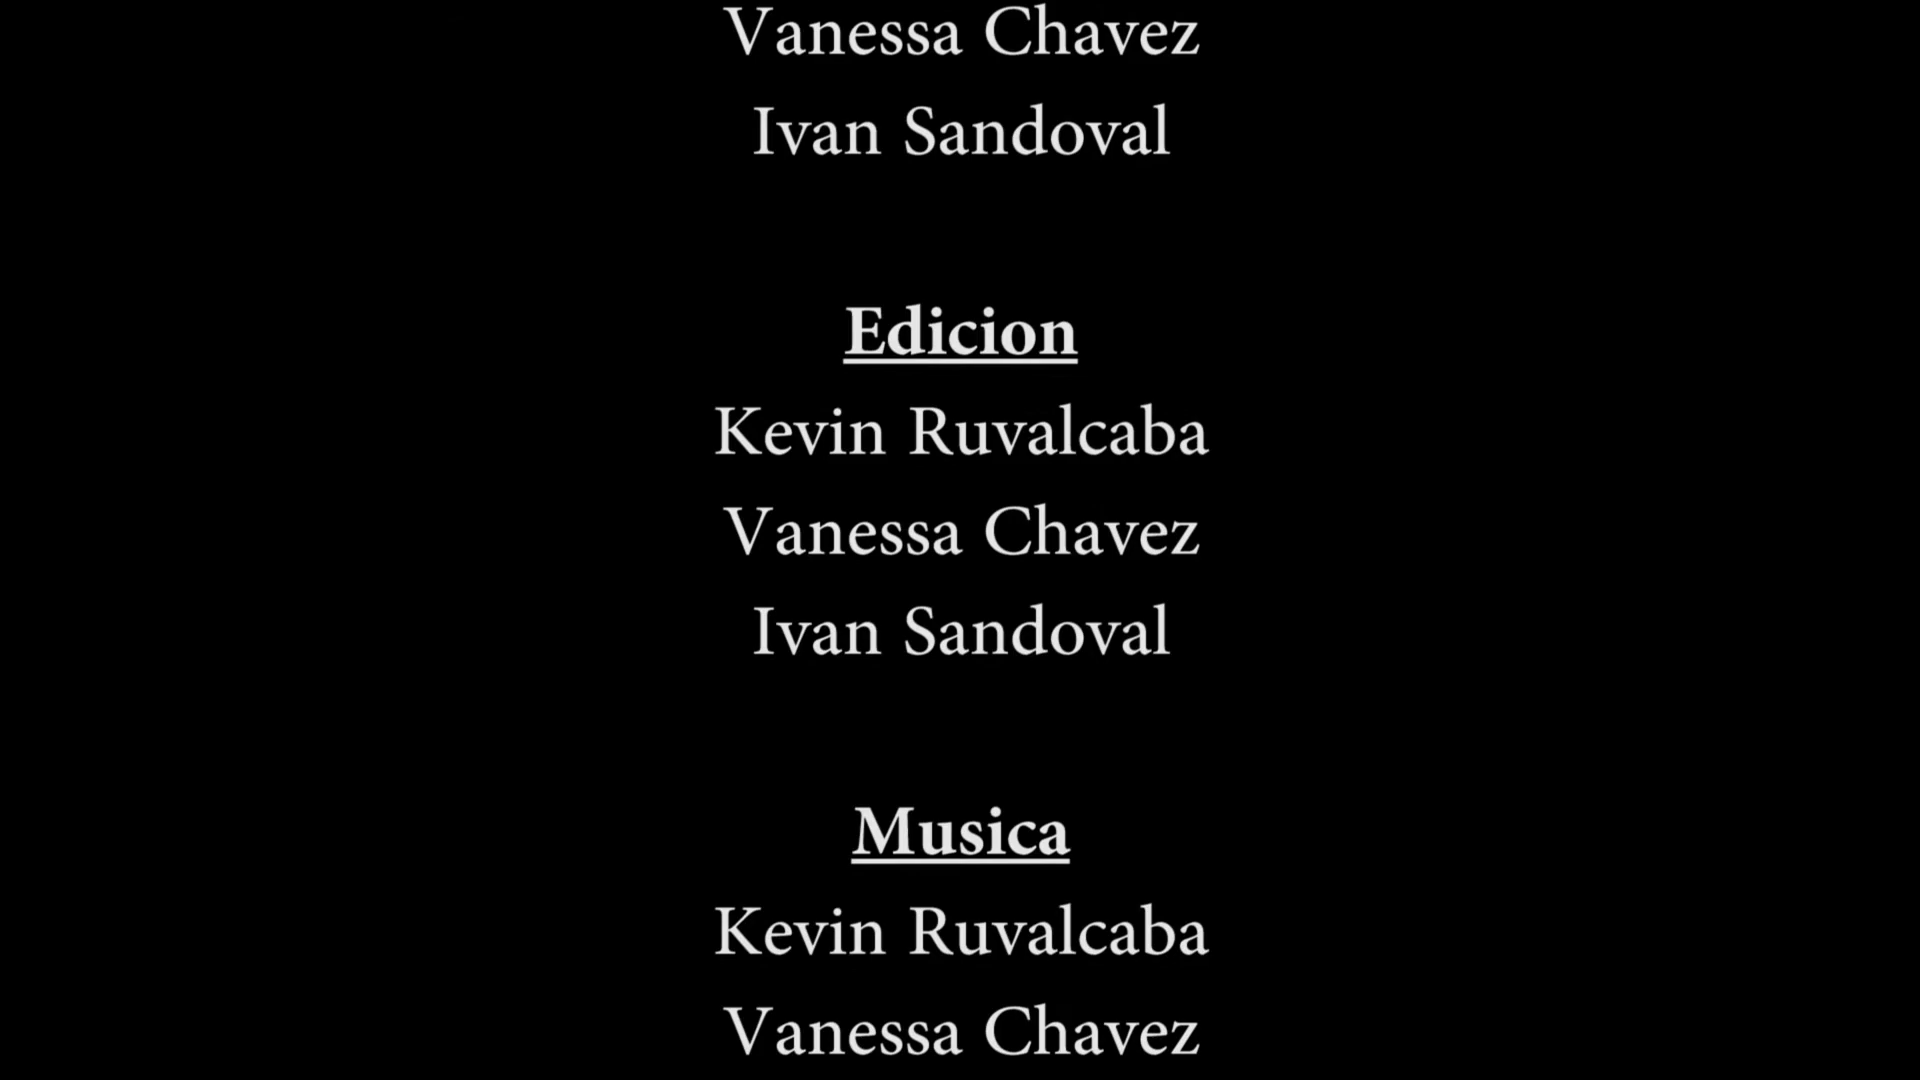 Vanessa Chavez
Ivan Sandoval
Edicion
Kevin Ruvalcaba
Vanessa Chavez
Ivan Sandoval
Musica
Kevin Ruvalcaba
Vanessa Chavez